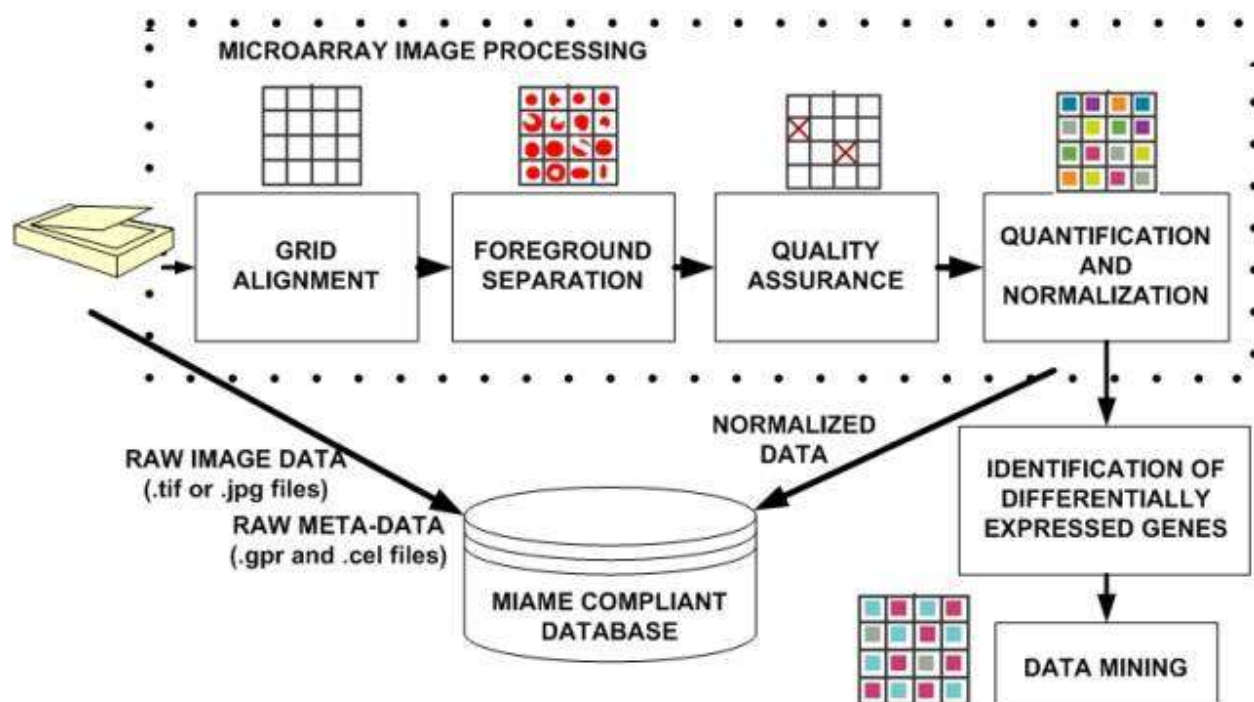 MICROARRAY IMAGE PROCESSING
GRID
ALIGNMENT
FOREGROUND
SEPARATION
QUALITY
ASSURANCE
QUANTIFICATION
AND
NORMALIZATION
RAW IMAGE DATA
(.tif or .jpg files)
RAW META-DATA
(.gpr and .cel files)
NORMALIZED
DATA
MIAME COMPLIANT
DATABASE
IDENTIFICATION OF
DIFFERENTIALLY
EXPRESSED GENES
DATA MINING